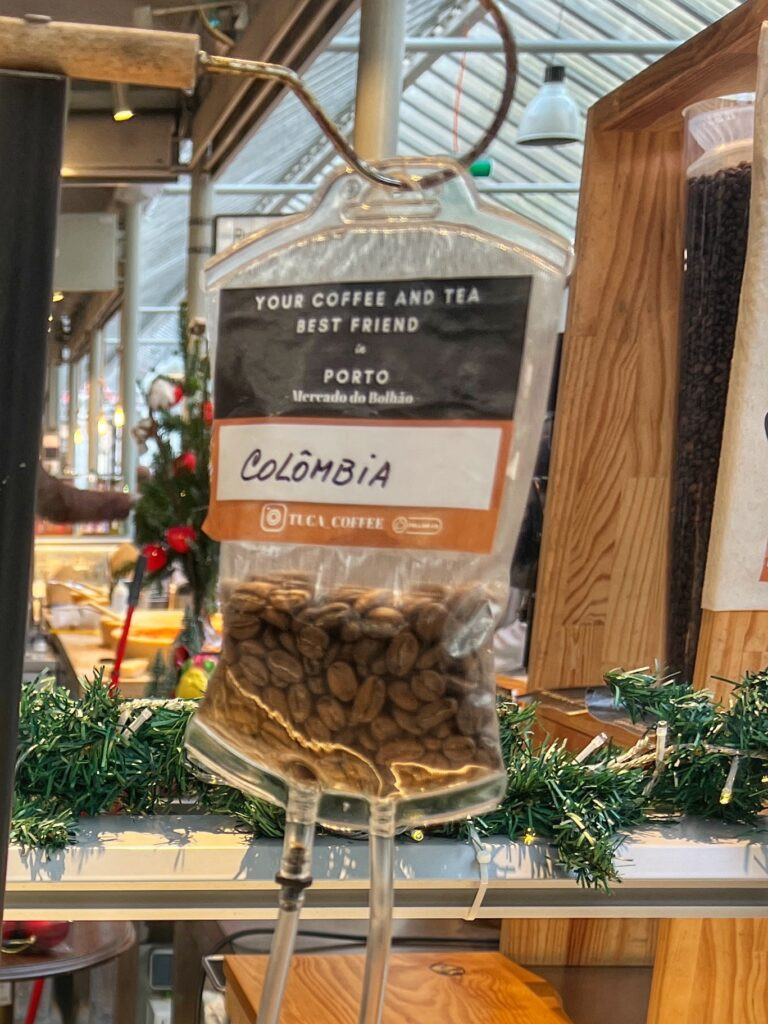 YOUR COFFEE AND TEA
BEST FRIEND
in
PORTO
Mercado do Bolhão
COLÔMBIA
TUCA_COFFEE